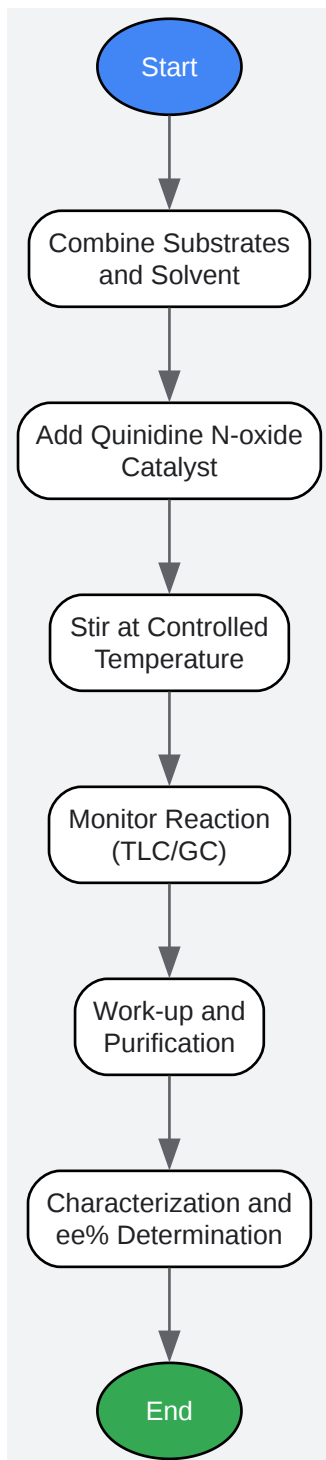 Start
Combine Substrates
and Solvent
Add Quinidine N-oxide
Catalyst
Stir at Controlled
Temperature
Monitor Reaction
(TLC/GC)
Work-up and
Purification
Characterization and
ee% Determination
End